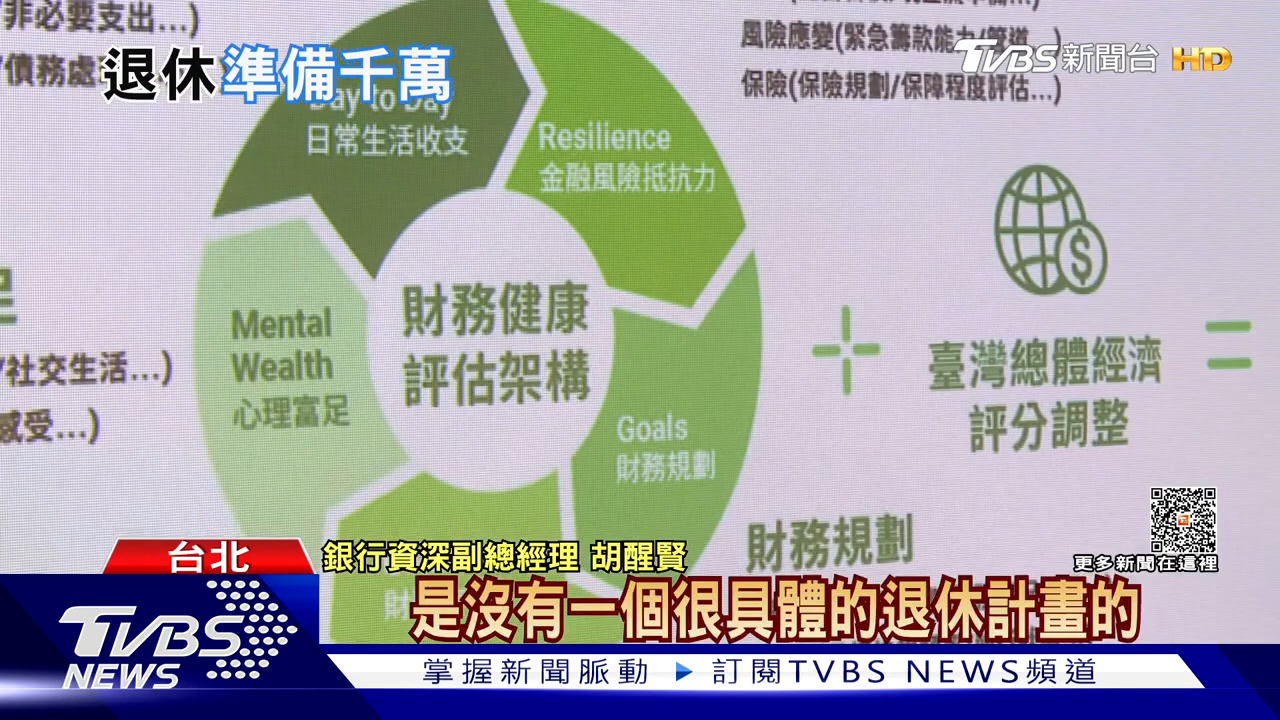 非必要支出...)
債務處
退休準備千萬
風險應變(緊急籌款能力/管道...)
保險(保險規劃/保障程度評估...)
TVBS新聞台 HD
Day to Day
日常生活收支
Resilience
金融風險抵抗力
Mental
Wealth
心理富足
財務健康
評估架構
Goals
財務規劃
/社交生活...)
感受...)
+
臺灣總體經濟
評分調整
=
財務規劃
更多新聞在這裡
台北
銀行資深副總經理 胡醒賢
財
是沒有一個很具體的退休計畫的
TVBS
NEWS
掌握新聞脈動 ▶ 訂閱TVBS NEWS頻道